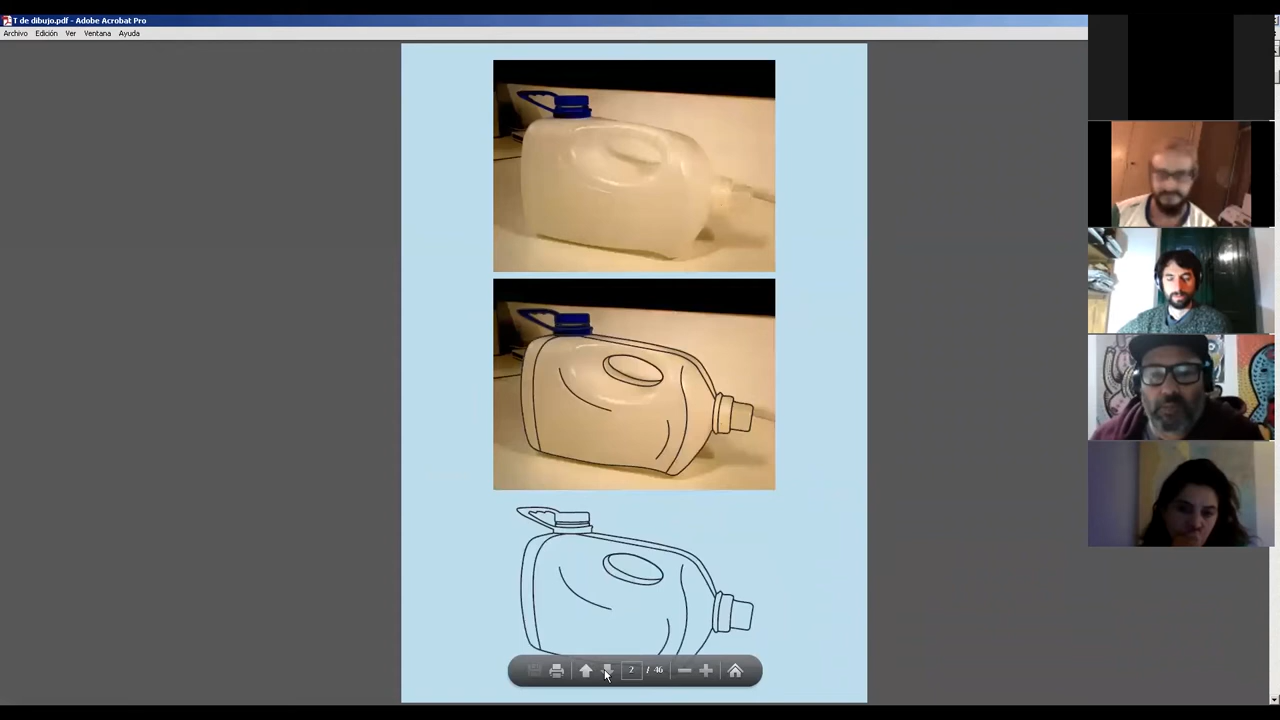 T de dibujo.pdf - Adobe Acrobat Pro
Archivo Edición Ver Ventana Ayuda
2 / 46